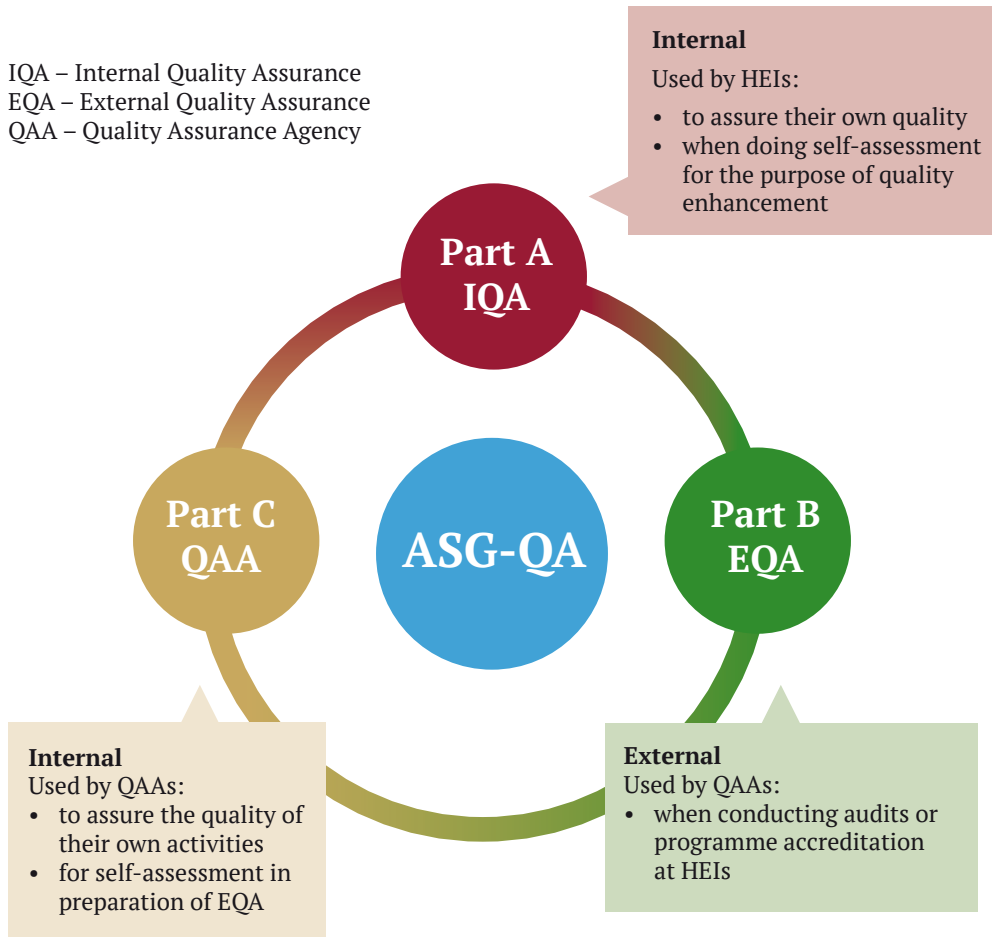 IQA – Internal Quality Assurance
EQA – External Quality Assurance
QAA – Quality Assurance Agency
Internal
Used by HEIs:
• to assure their own quality
• when doing self-assessment
for the purpose of quality
enhancement
Part A
IQA
Part C
QAA
ASG-QA
Part B
EQA
Internal
Used by QAAs:
• to assure the quality of
their own activities
• for self-assessment in
preparation of EQA
External
Used by QAAs:
• when conducting audits or
programme accreditation
at HEIs